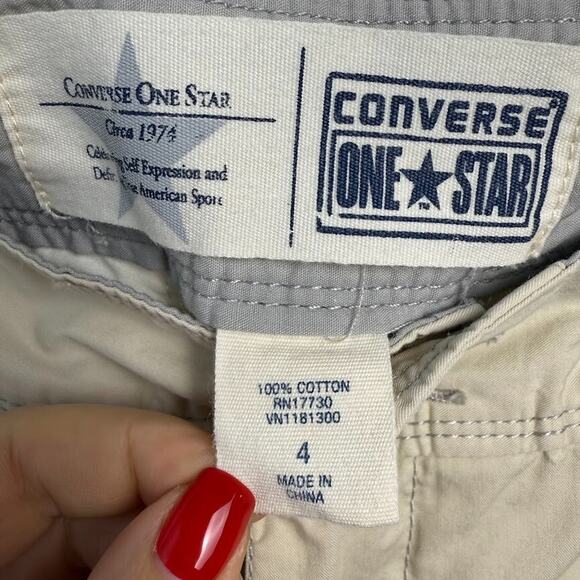 CONVERSE ONE STAR
Circa 1974
Self Expression and
American Sport
CONVERSE®
ONE★STAR
™
100% COTTON
RN17730
VN1181300
4
MADE IN
CHINA